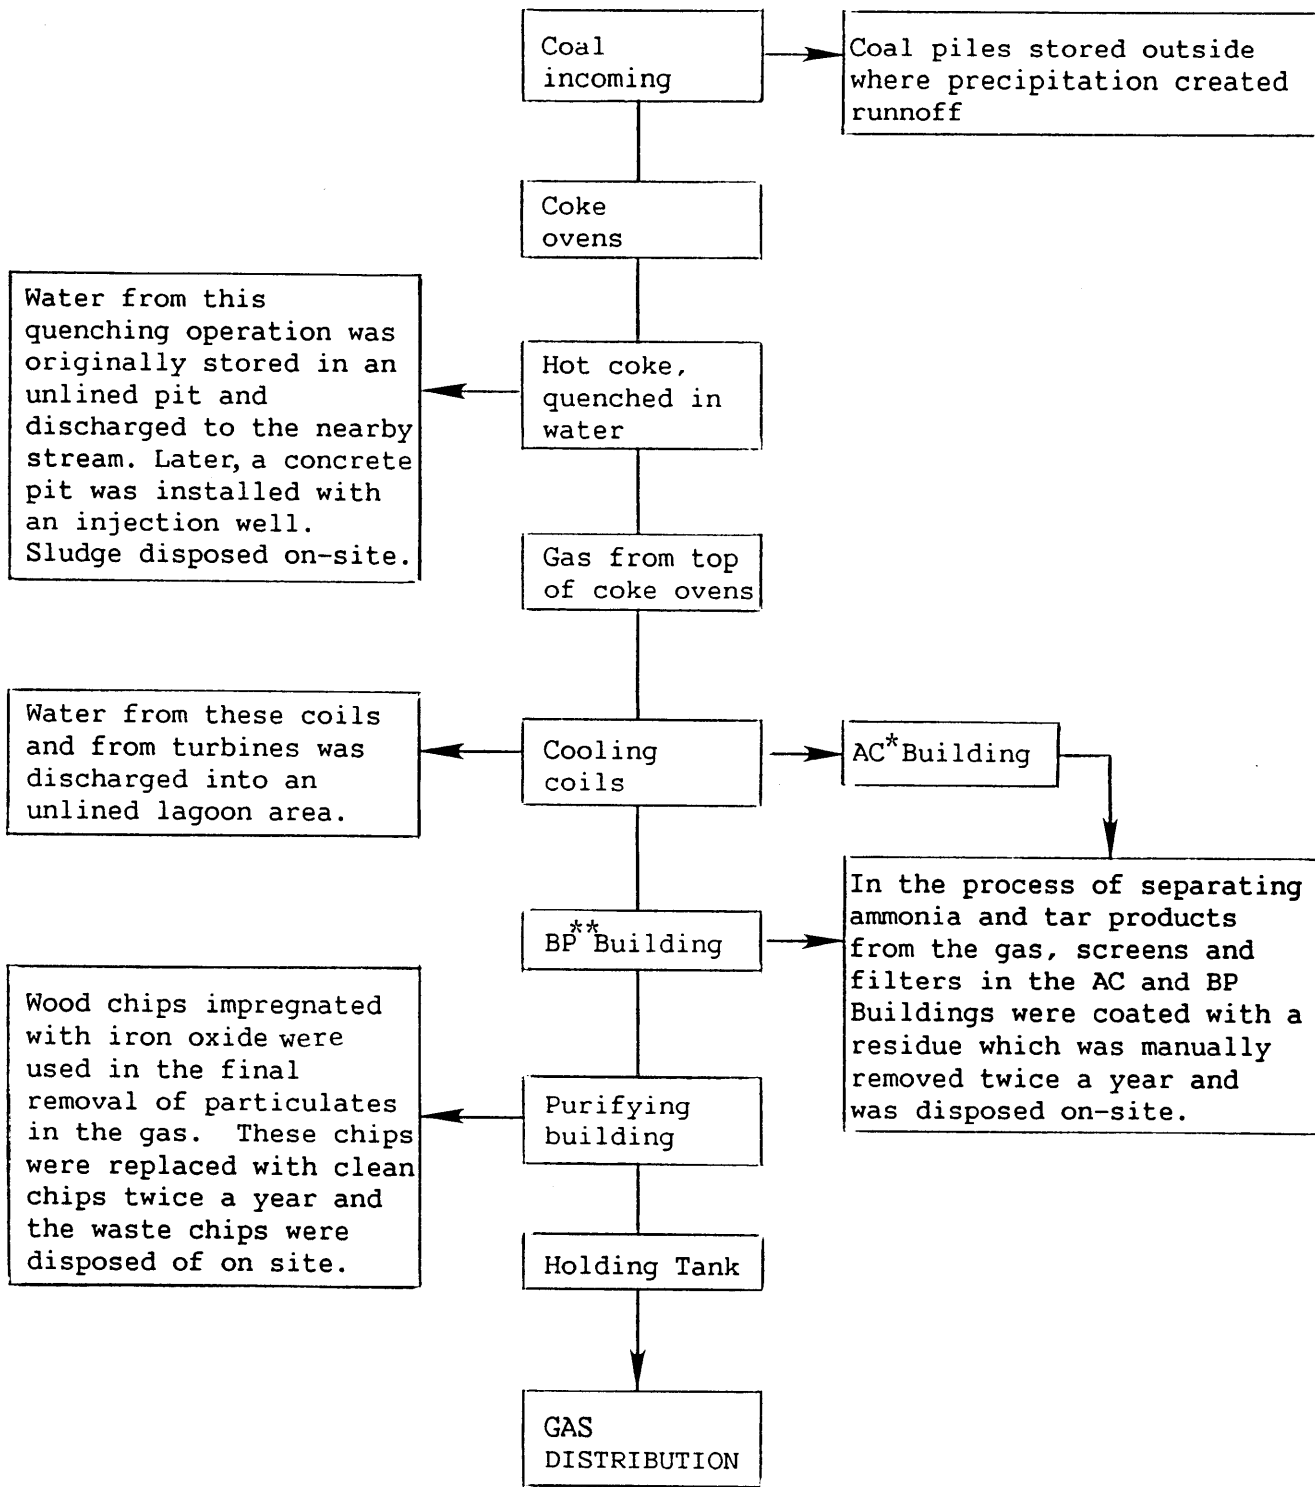 Coal
incoming
Coal piles stored outside
where precipitation created
runnoff
Coke
ovens
Water from this
quenching operation was
originally stored in an
unlined pit and
discharged to the nearby
stream. Later, a concrete
pit was installed with
an injection well.
Sludge disposed on-site.
Hot coke,
quenched in
water
Gas from top
of coke ovens
Water from these coils
and from turbines was
discharged into an
unlined lagoon area.
Cooling
coils
AC* Building
In the process of separating
ammonia and tar products
from the gas, screens and
filters in the AC and BP
Buildings were coated with a
residue which was manually
removed twice a year and
was disposed on-site.
BP** Building
Wood chips impregnated
with iron oxide were
used in the final
removal of particulates
in the gas. These chips
were replaced with clean
chips twice a year and
the waste chips were
disposed of on site.
Purifying
building
Holding Tank
GAS
DISTRIBUTION